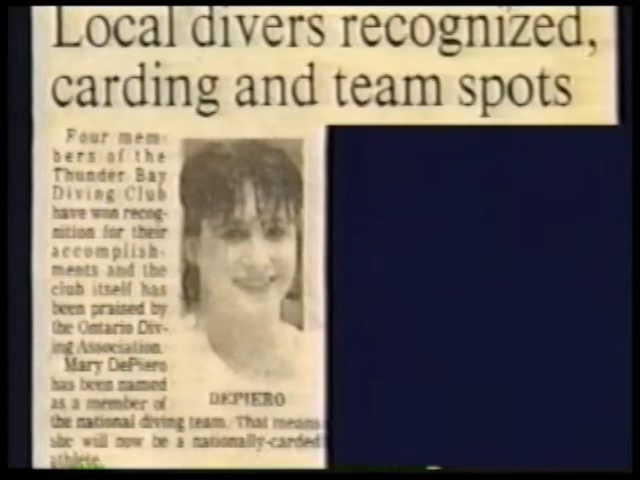 Local divers recognized,
carding and team spots
Four mem-
bers of the
Thunder Bay
Diving Club
have won recog-
nition for their
accomplish-
ments and the
club itself has
been praised by
the Ontario Div-
ing Association.
Mary DePiero
has been named
as a member of
the national diving team. That means
she will now be a nationally-carded
athlete.
DEPIERO